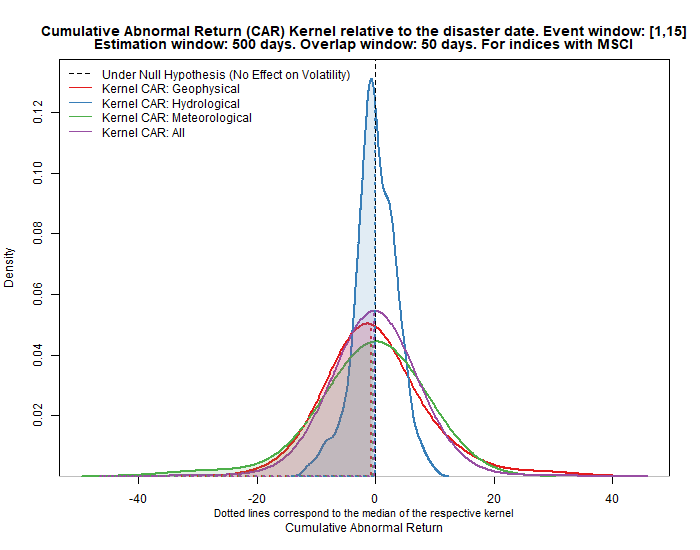 Cumulative Abnormal Return (CAR) Kernel relative to the disaster date. Event window: [1,15]
Estimation window: 500 days. Overlap window: 50 days. For indices with MSCI
Under Null Hypothesis (No Effect on Volatility)
Kernel CAR: Geophysical
Kernel CAR: Hydrological
Kernel CAR: Meteorological
Kernel CAR: All
Density
0.12
0.10
0.08
0.06
0.04
0.02
-40 -20 0 20 40
Dotted lines correspond to the median of the respective kernel
Cumulative Abnormal Return